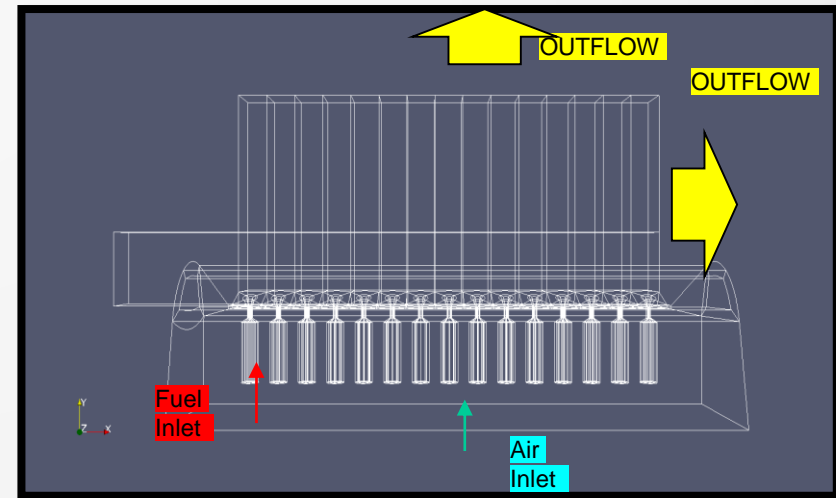 OUTFLOW
OUTFLOW
Fuel
Inlet
Air
Inlet
Y
Z X